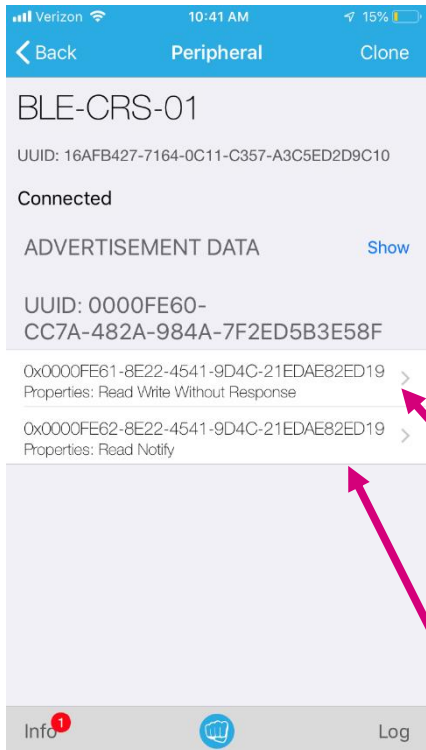 Verizon 10:41 AM 15%
Back Peripheral Clone
BLE-CRS-01
UUID: 16AFB427-7164-0C11-C357-A3C5ED2D9C10
Connected
ADVERTISEMENT DATA Show
UUID: 0000FE60-
CC7A-482A-984A-7F2ED5B3E58F
0x0000FE61-8E22-4541-9D4C-21EDAE82ED19
Properties: Read Write Without Response
0x0000FE62-8E22-4541-9D4C-21EDAE82ED19
Properties: Read Notify
Info 1 Log